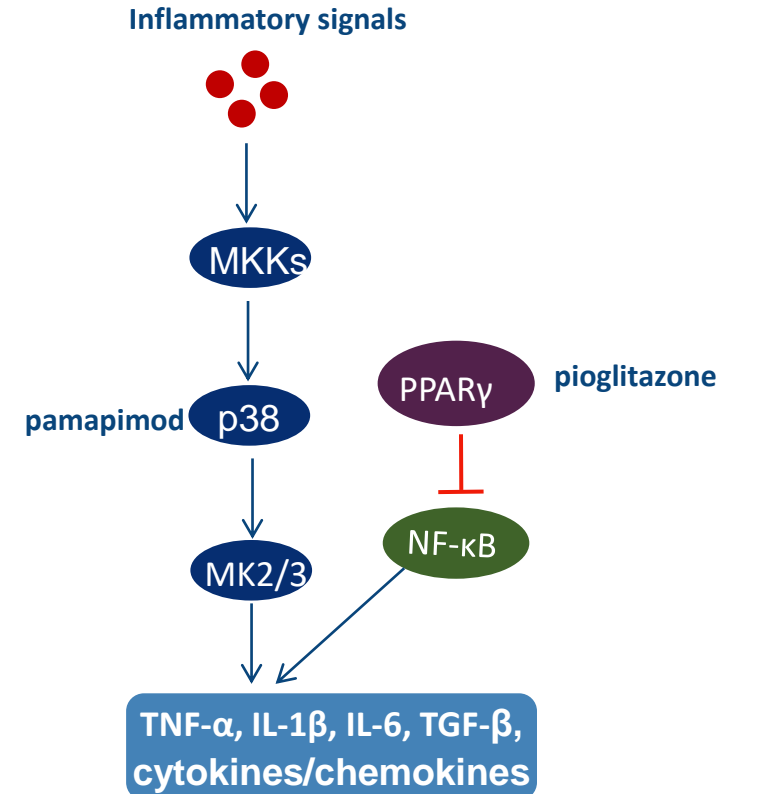 Inflammatory signals
MKKs
PPARγ
pioglitazone
pamapimod
p38
NF-κB
MK2/3
TNF-α, IL-1β, IL-6, TGF-β,
cytokines/chemokines